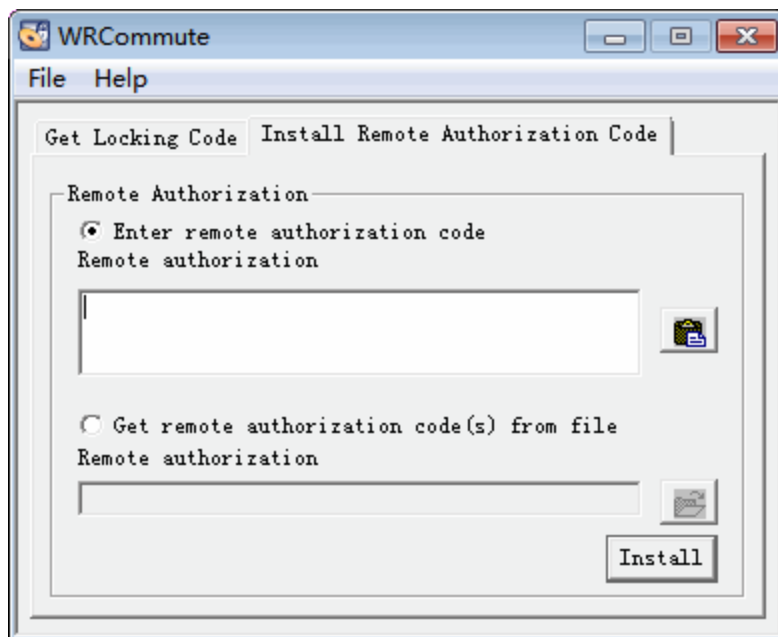 WRCommute
File Help
Get Locking Code Install Remote Authorization Code
Remote Authorization
Enter remote authorization code
Remote authorization
Get remote authorization code(s) from file
Remote authorization
Install